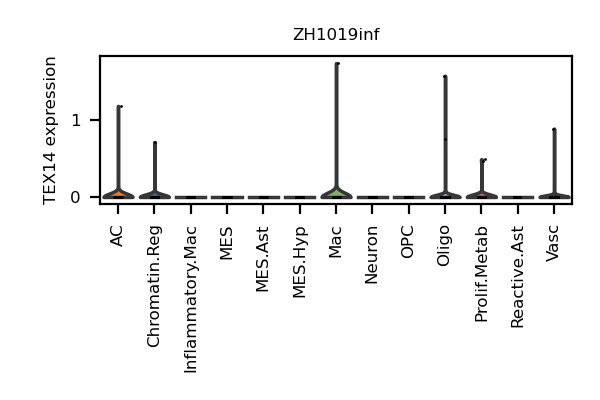 ZH1019inf
TEX14 expression
1
0
AC
Chromatin.Reg
Inflammatory.Mac
MES
MES.Ast
MES.Hyp
Mac
Neuron
OPC
Oligo
Prolif.Metab
Reactive.Ast
Vasc